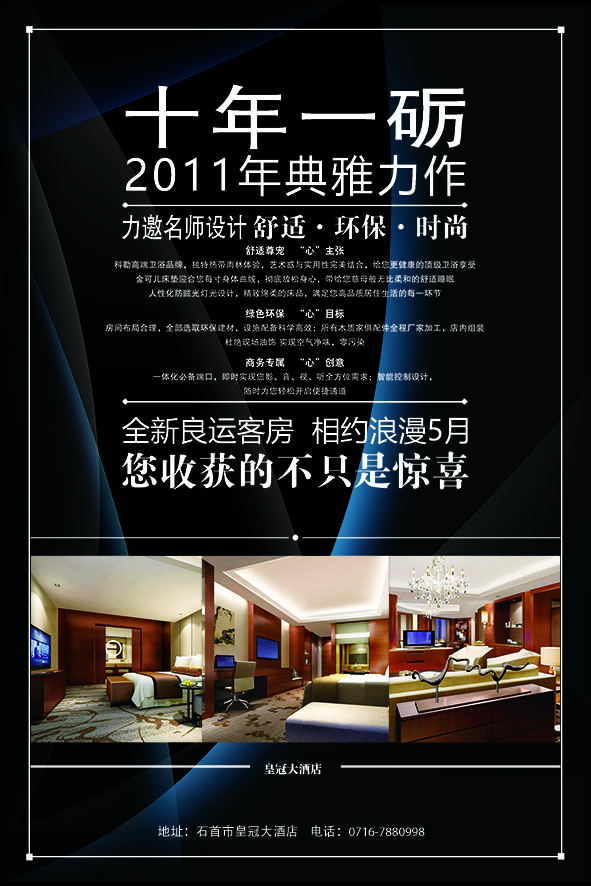 十年一砺
2011年典雅力作
力邀名师设计 舒适·环保·时尚
舒适尊宠 “心”主张
科勒高端卫浴品牌，独特热带雨林体验，艺术感与实用性完美结合，给您更健康的顶级卫浴享受
金可儿床垫迎合您每寸身体曲线，彻底放松身心，带给您慈母般无比柔和的舒适睡眠
人性化防眩光灯光设计，精致绵柔的床品，满足您高品质居住生活的每一环节
绿色环保 “心”目标
房间布局合理，全部选取环保建材，设施配备科学高效；所有木质家俱配件全程厂家加工，店内组装
杜绝现场油饰 实现空气净味，零污染
商务专属 “心”创意
一体化必备端口，即时实现您影、音、视、听全方位需求；智能控制设计，
随时为您轻松开启便捷通道
全新良运客房 相约浪漫5月
您收获的不只是惊喜
皇冠大酒店
地址：石首市皇冠大酒店 电话：0716-7880998